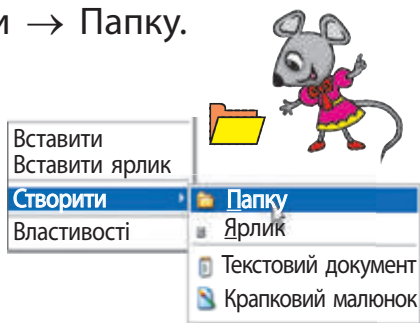 и → Папку.
Вставити
Вставити ярлик
Створити
Властивості
Папку
Ярлик
Текстовий документ
Крапковий малюнок